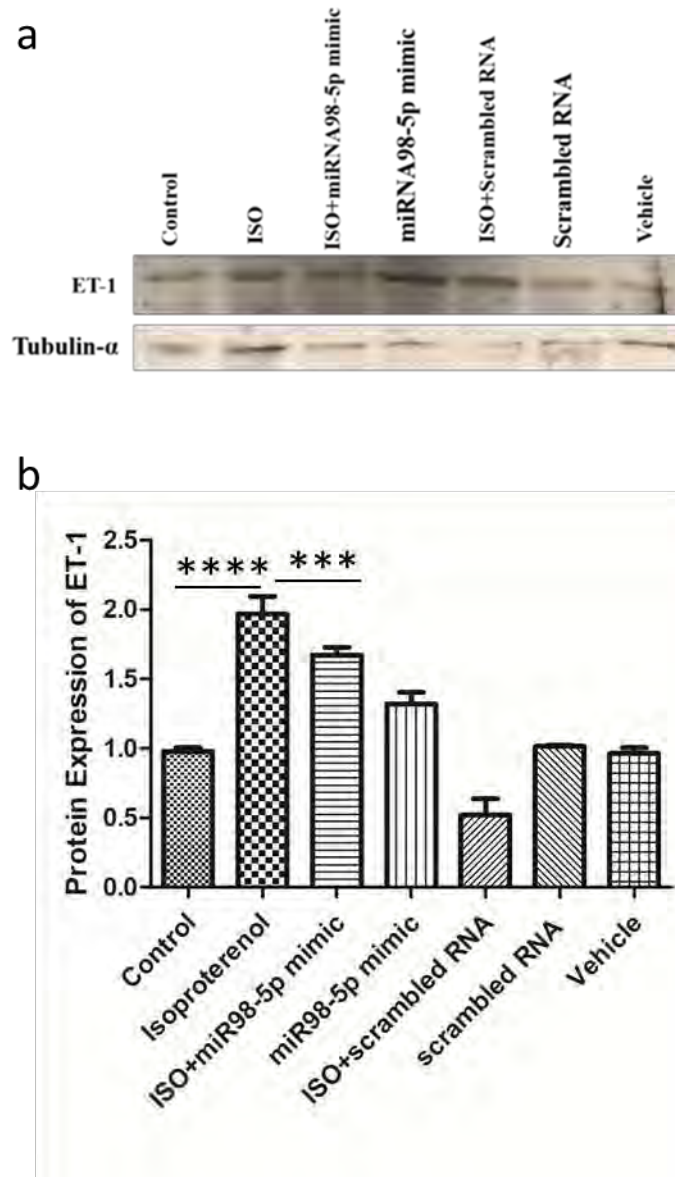 a
Control
ISO
ISO+miRNA98-5p mimic
miRNA98-5p mimic
ISO+Scrambled RNA
Scrambled RNA
Vehicle
ET-1
Tubulin-α
b
Protein Expression of ET-1
2.5
2.0
1.5
1.0
0.5
0.0
**** ***
Control
Isoproterenol
ISO+miR98-5p mimic
miR98-5p mimic
ISO+scrambled RNA
scrambled RNA
Vehicle